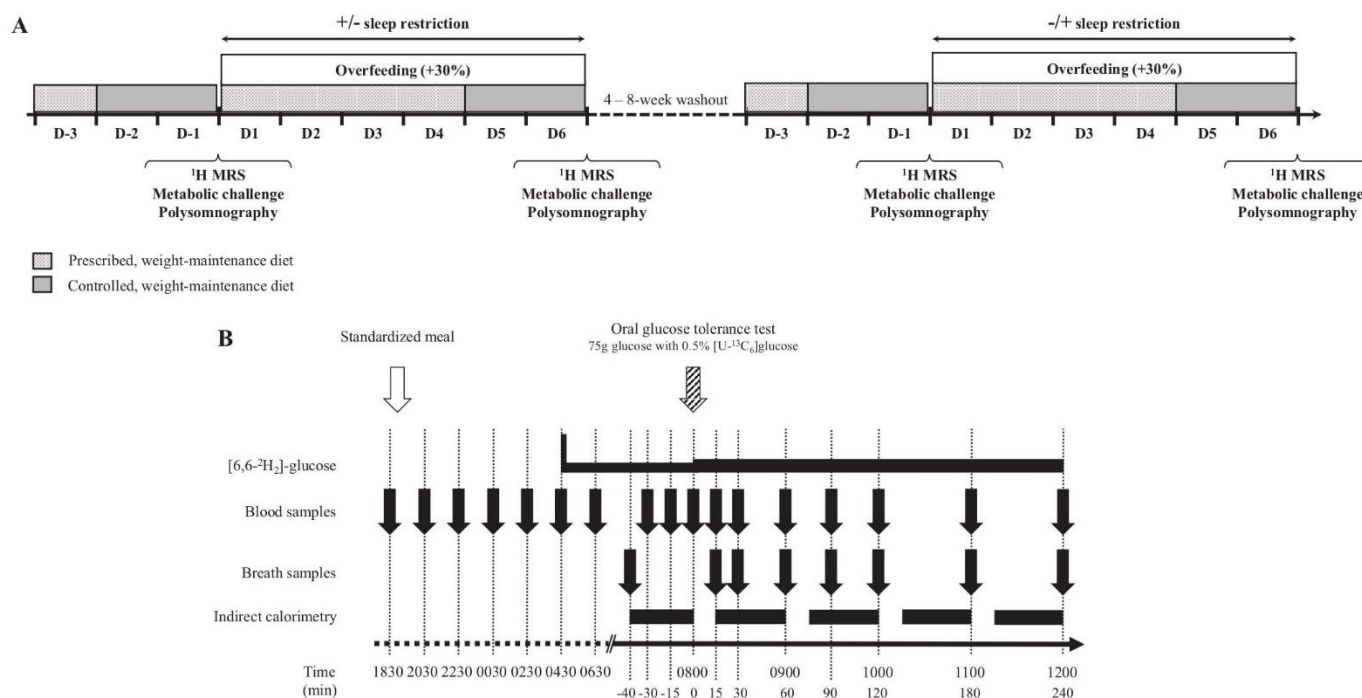 A
+/- sleep restriction
-/+ sleep restriction
Overfeeding (+30%)
Overfeeding (+30%)
4 – 8-week washout
D-3 D-2 D-1 D1 D2 D3 D4 D5 D6
D-3 D-2 D-1 D1 D2 D3 D4 D5 D6
¹H MRS
Metabolic challenge
Polysomnography
¹H MRS
Metabolic challenge
Polysomnography
¹H MRS
Metabolic challenge
Polysomnography
¹H MRS
Metabolic challenge
Polysomnography
Prescribed, weight-maintenance diet
Controlled, weight-maintenance diet
B
Standardized meal
Oral glucose tolerance test
75g glucose with 0.5% [U-¹³C₆]glucose
[6,6-²H₂]-glucose
Blood samples
Breath samples
Indirect calorimetry
Time 1830 2030 2230 0030 0230 0430 0630 0800 0900 1000 1100 1200
(min) -40 -30 -15 0 15 30 60 90 120 180 240